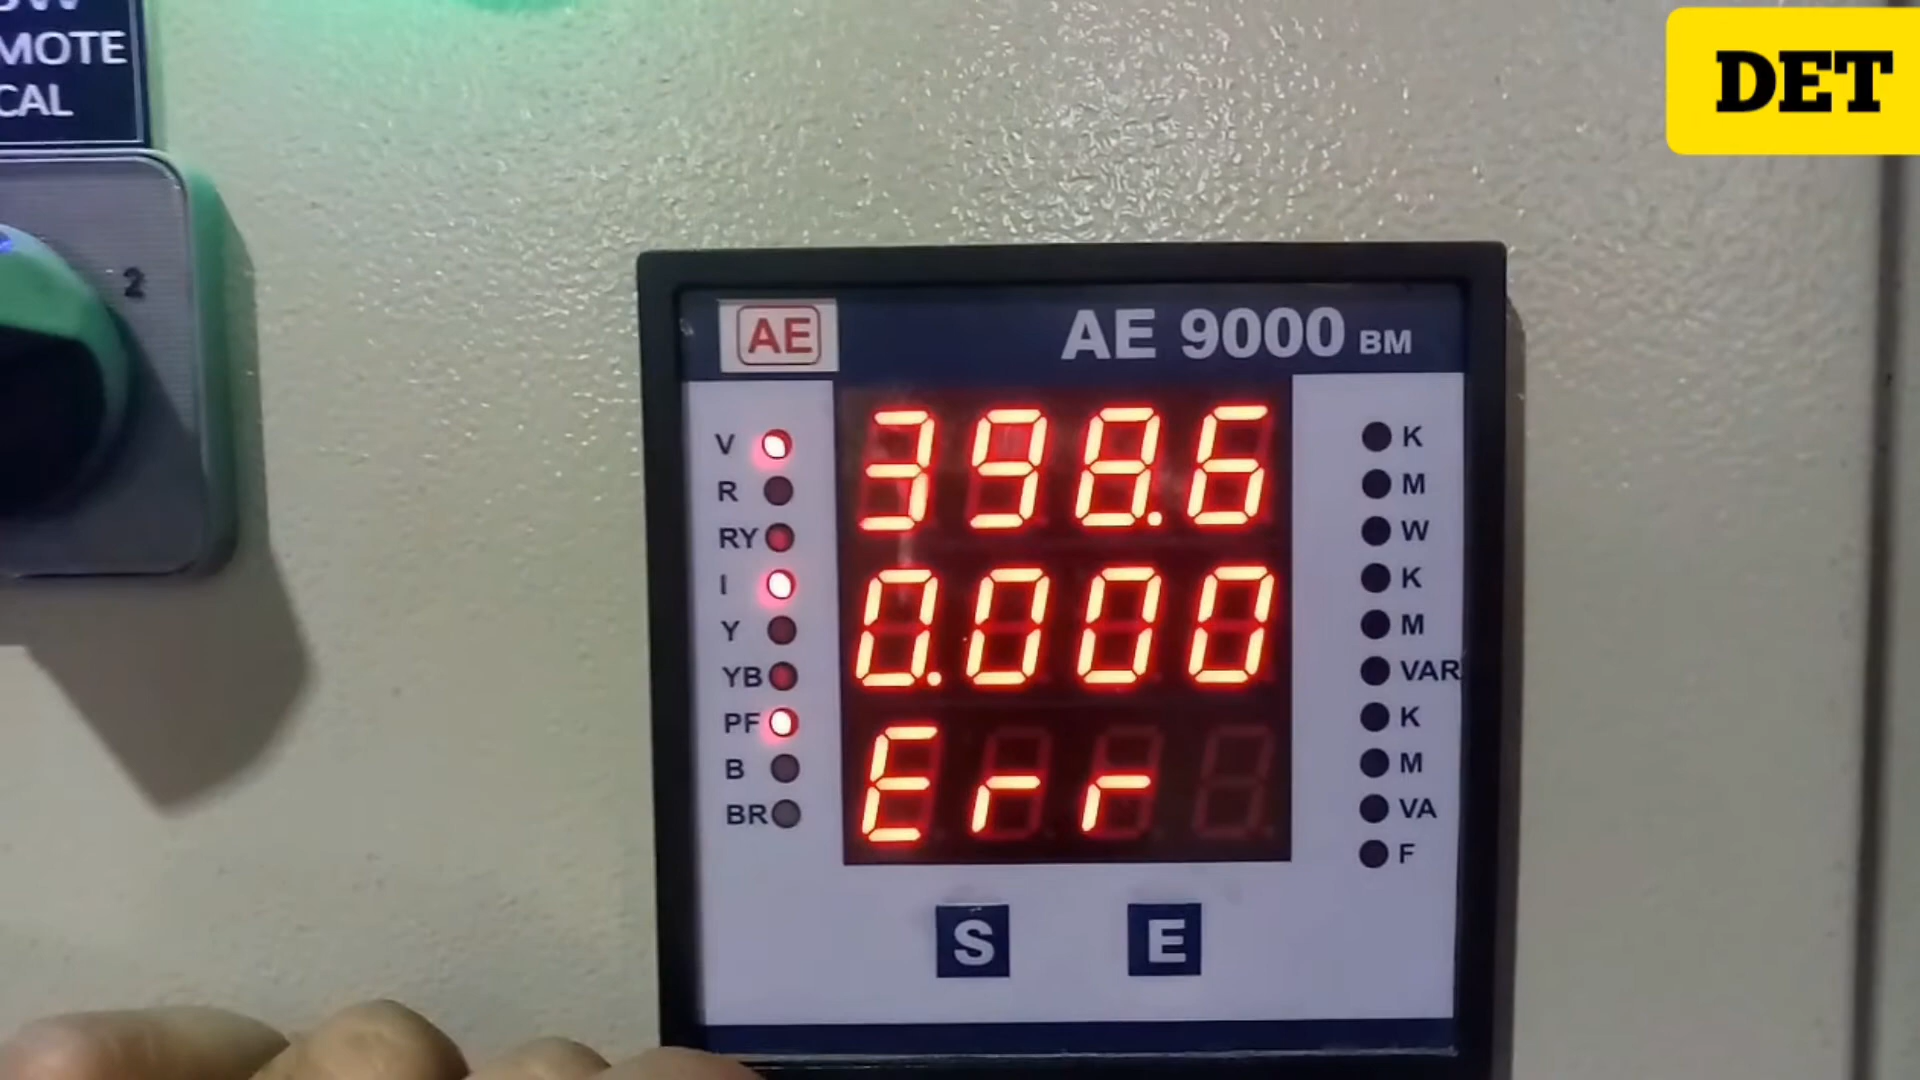 MOTE
CAL
DET
2
AE
AE 9000 BM
V
R
RY
I
Y
YB
PF
B
BR
398.6
0.000
Err
K
M
W
K
M
VAR
K
M
VA
F
S
E